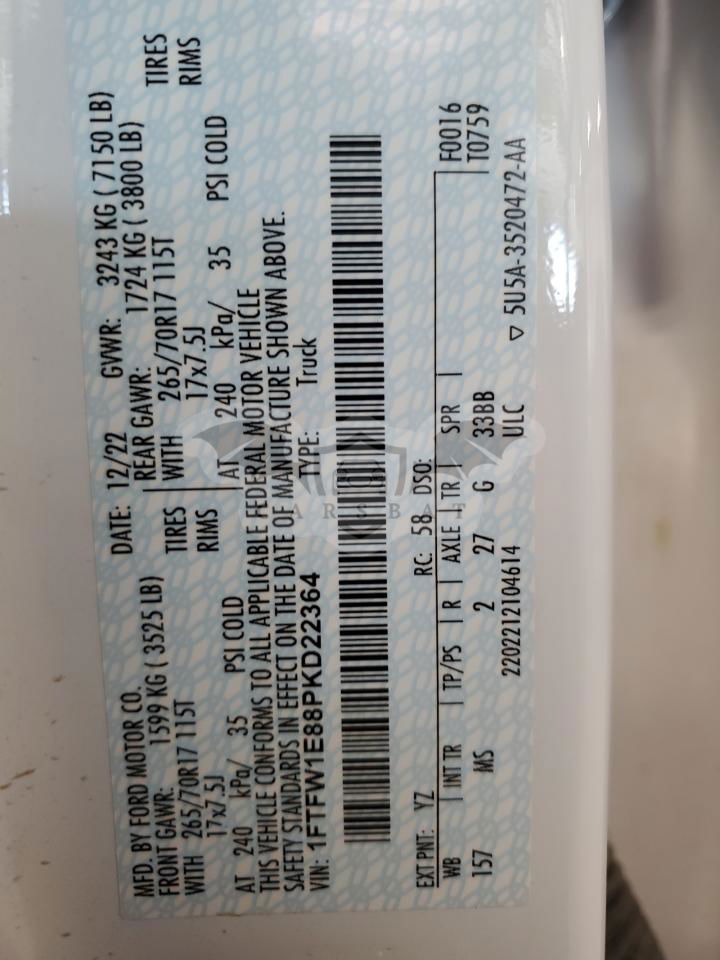 MFD. BY FORD MOTOR CO.
DATE: 12/22 GVWR: 3243 KG ( 7150 LB)
FRONT GAWR: 1599 KG ( 3525 LB)
REAR GAWR: 1724 KG ( 3800 LB)
WITH 265/70R17 115T TIRES
WITH 265/70R17 115T TIRES
17x7.5J RIMS
17x7.5J RIMS
AT 240 kPa/ 35 PSI COLD
AT 240 kPa/ 35 PSI COLD
THIS VEHICLE CONFORMS TO ALL APPLICABLE FEDERAL MOTOR VEHICLE
SAFETY STANDARDS IN EFFECT ON THE DATE OF MANUFACTURE SHOWN ABOVE.
VIN: 1FTFW1E88PKD22364 TYPE: Truck
CARSBAT
EXT PNT: YZ RC: 58 DSO:
F0016
WB INT TR TP/PS R AXLE TR SPR T0759
157 MS 2 27 G 33BB
2202212104614 ULC ▽ 5U5A-3520472-AA